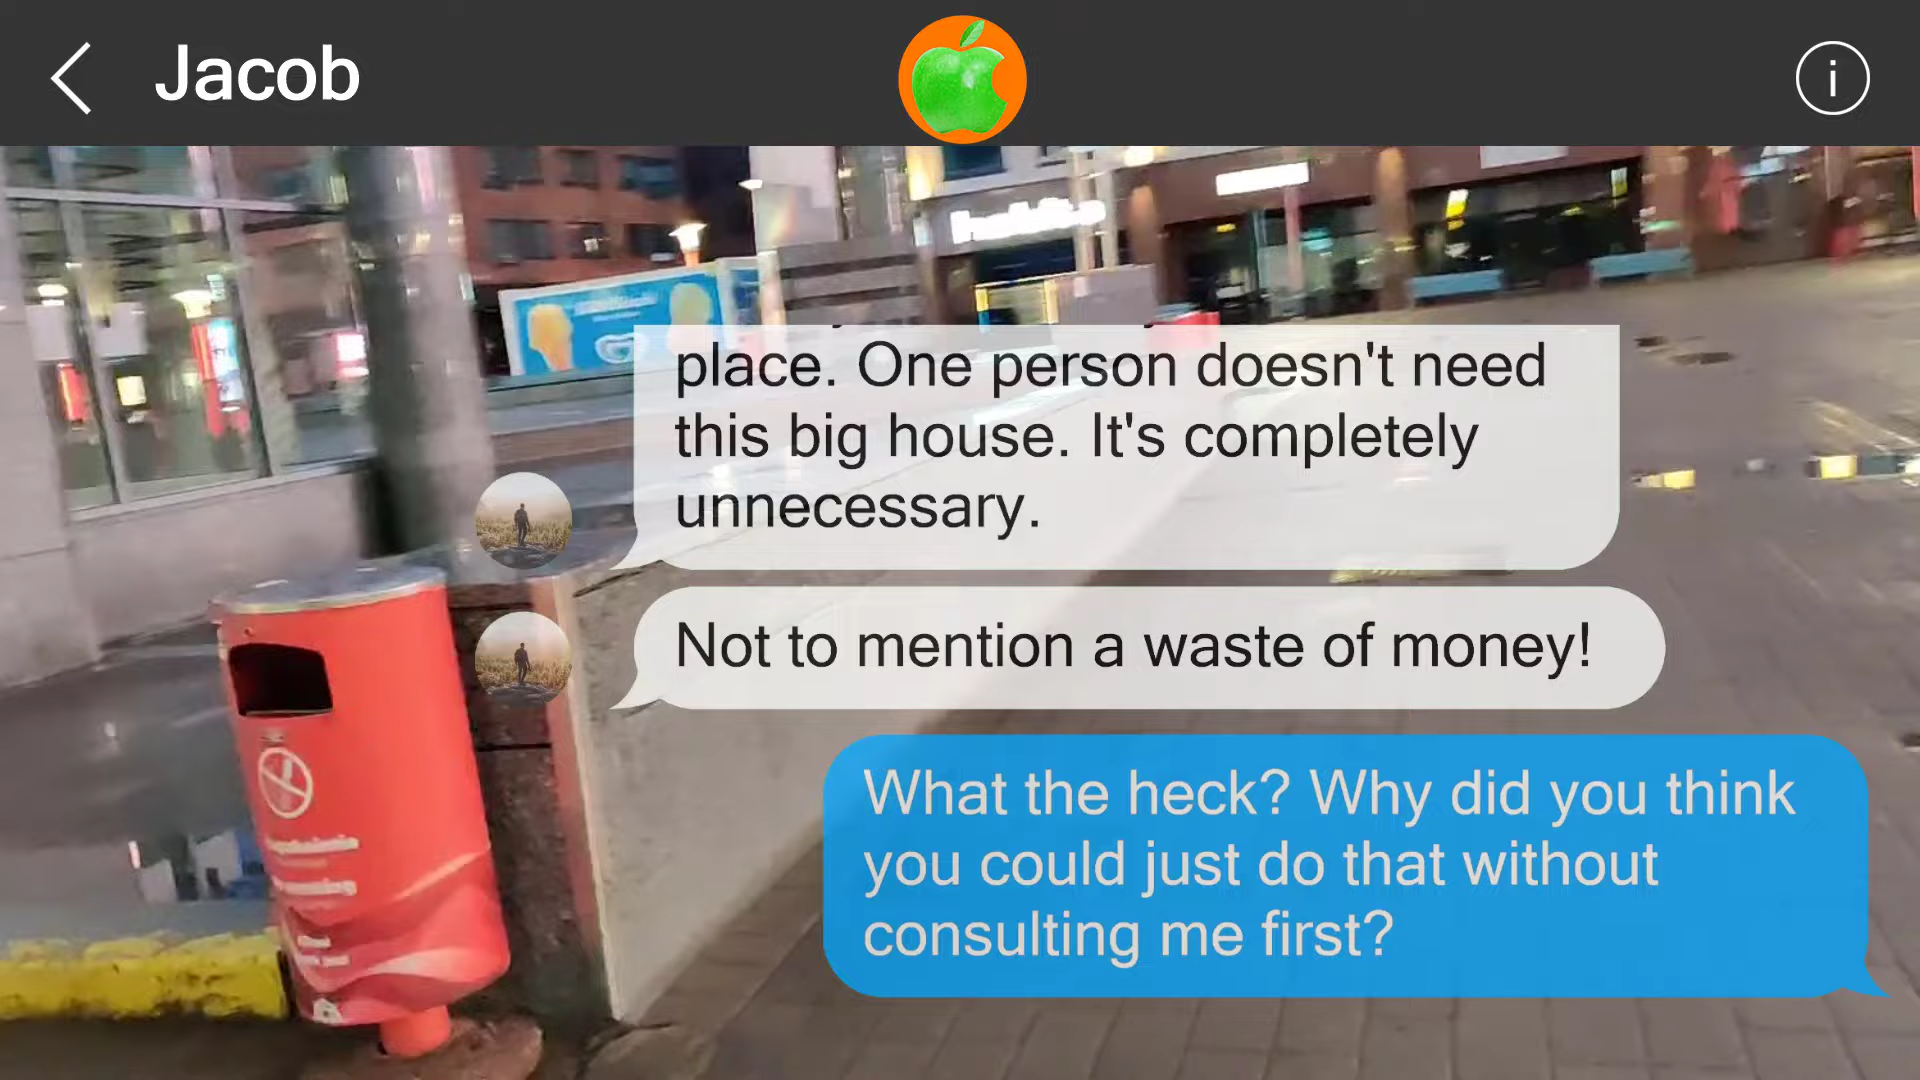 Jacob
place. One person doesn't need
this big house. It's completely
unnecessary.
Not to mention a waste of money!
What the heck? Why did you think
you could just do that without
consulting me first?